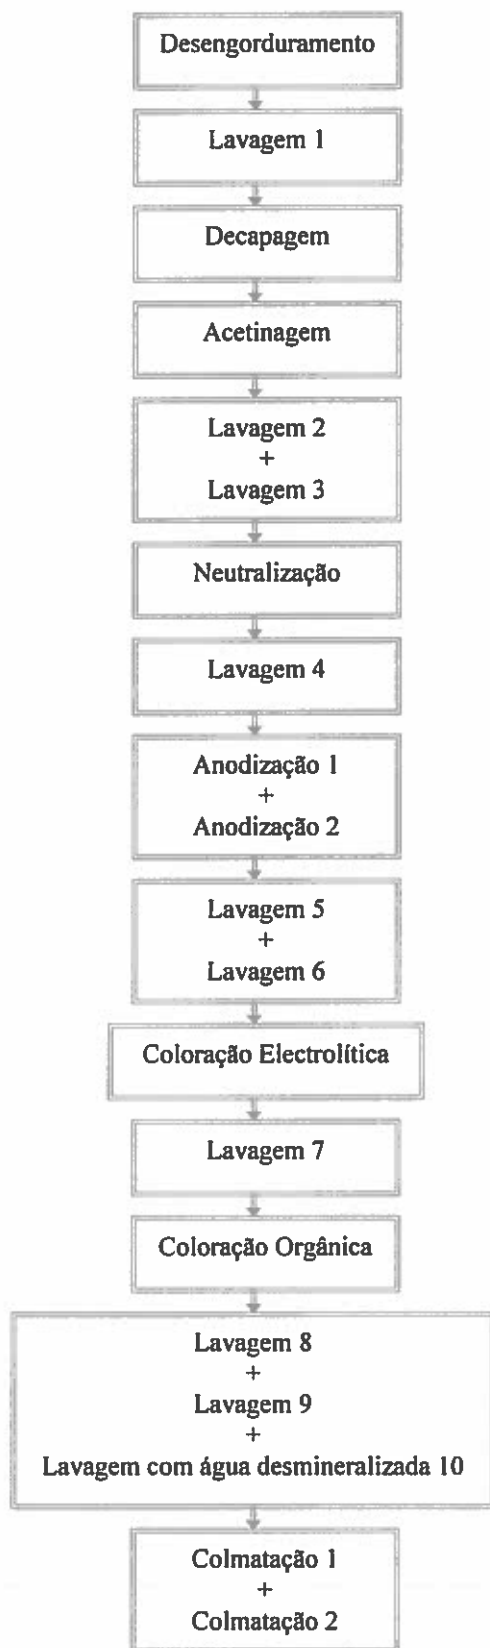 Desengorduramento
Lavagem 1
Decapagem
Acetinagem
Lavagem 2
+
Lavagem 3
Neutralização
Lavagem 4
Anodização 1
+
Anodização 2
Lavagem 5
+
Lavagem 6
Coloração Electrolítica
Lavagem 7
Coloração Orgânica
Lavagem 8
+
Lavagem 9
+
Lavagem com água desmineralizada 10
Colmatação 1
+
Colmatação 2